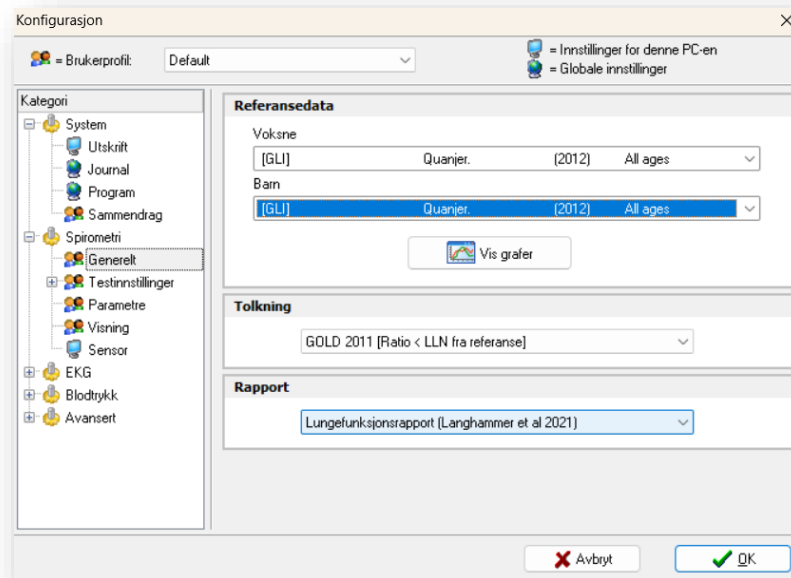 Konfigurasjon
= Brukerprofil:
Default
= Innstillinger for denne PC-en
= Globale innstillinger
Kategori
System
Utskrift
Journal
Program
Sammendrag
Spirometri
Generelt
Testinnstillinger
Parametre
Visning
Sensor
EKG
Blodtrykk
Avansert
Referansedata
Voksne
[GLI] Quanjer. (2012) All ages
Barn
[GLI] Quanjer. (2012) All ages
Vis grafer
Tolkning
GOLD 2011 [Ratio < LLN fra referanse]
Rapport
Lungefunksjonsrapport (Langhammer et al 2021)
Avbryt
OK